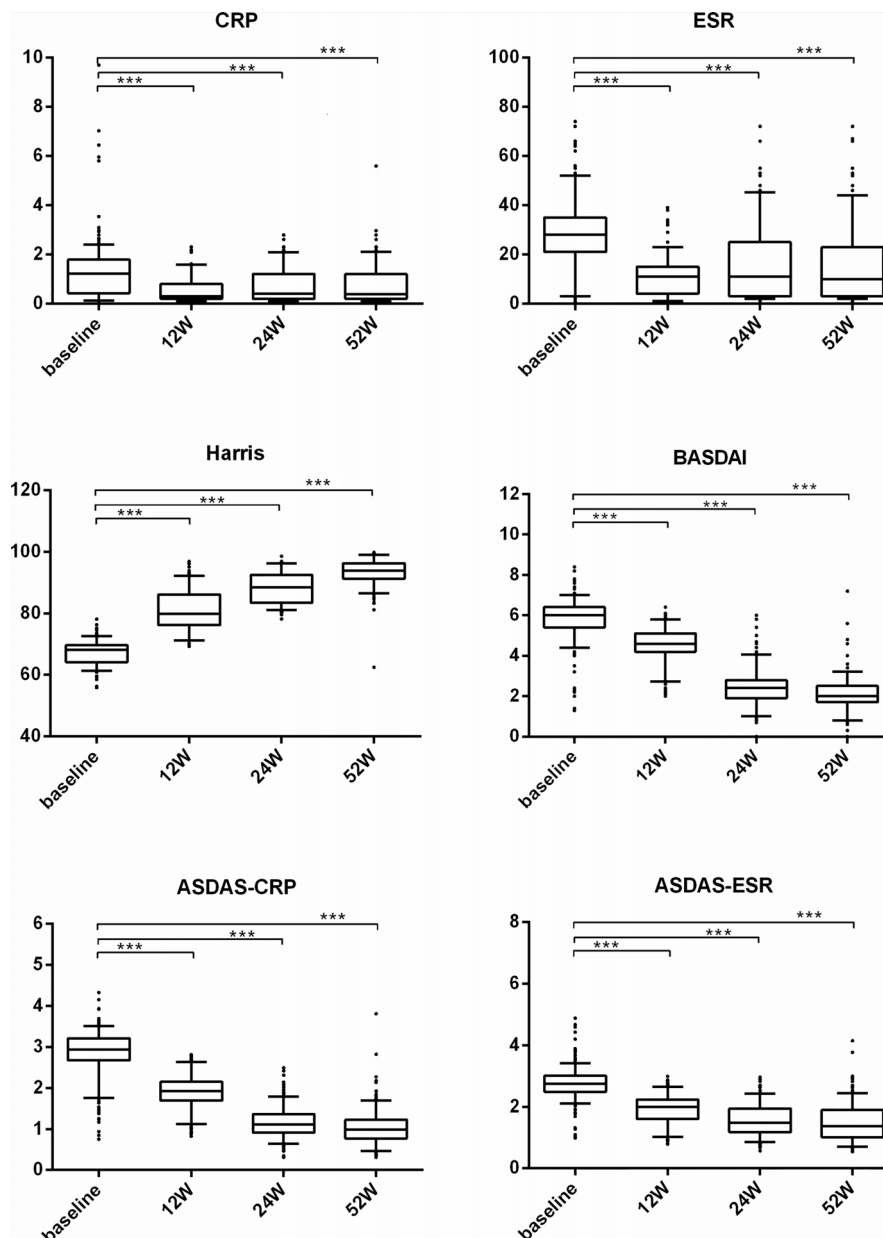 CRP
***
***
***
10
8
6
4
2
0
baseline
12W
24W
52W
ESR
***
***
***
100
80
60
40
20
0
baseline
12W
24W
52W
Harris
***
***
***
120
100
80
60
40
baseline
12W
24W
52W
BASDAI
***
***
***
12
10
8
6
4
2
0
baseline
12W
24W
52W
ASDAS-CRP
***
***
***
6
5
4
3
2
1
0
baseline
12W
24W
52W
ASDAS-ESR
***
***
***
8
6
4
2
0
baseline
12W
24W
52W